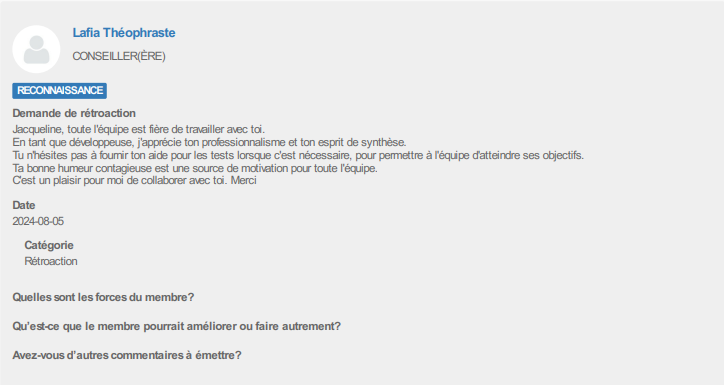 Lafia Théophraste
CONSEILLER(ÈRE)
RECONNAISSANCE
Demande de rétroaction
Jacqueline, toute l'équipe est fière de travailler avec toi.
En tant que développeuse, j'apprécie ton professionnalisme et ton esprit de synthèse.
Tu n'hésites pas à fournir ton aide pour les tests lorsque c'est nécessaire, pour permettre à l'équipe d'atteindre ses objectifs.
Ta bonne humeur contagieuse est une source de motivation pour toute l'équipe.
C'est un plaisir pour moi de collaborer avec toi. Merci
Date
2024-08-05
Catégorie
Rétroaction
Quelles sont les forces du membre?
Qu'est-ce que le membre pourrait améliorer ou faire autrement?
Avez-vous d'autres commentaires à émettre?